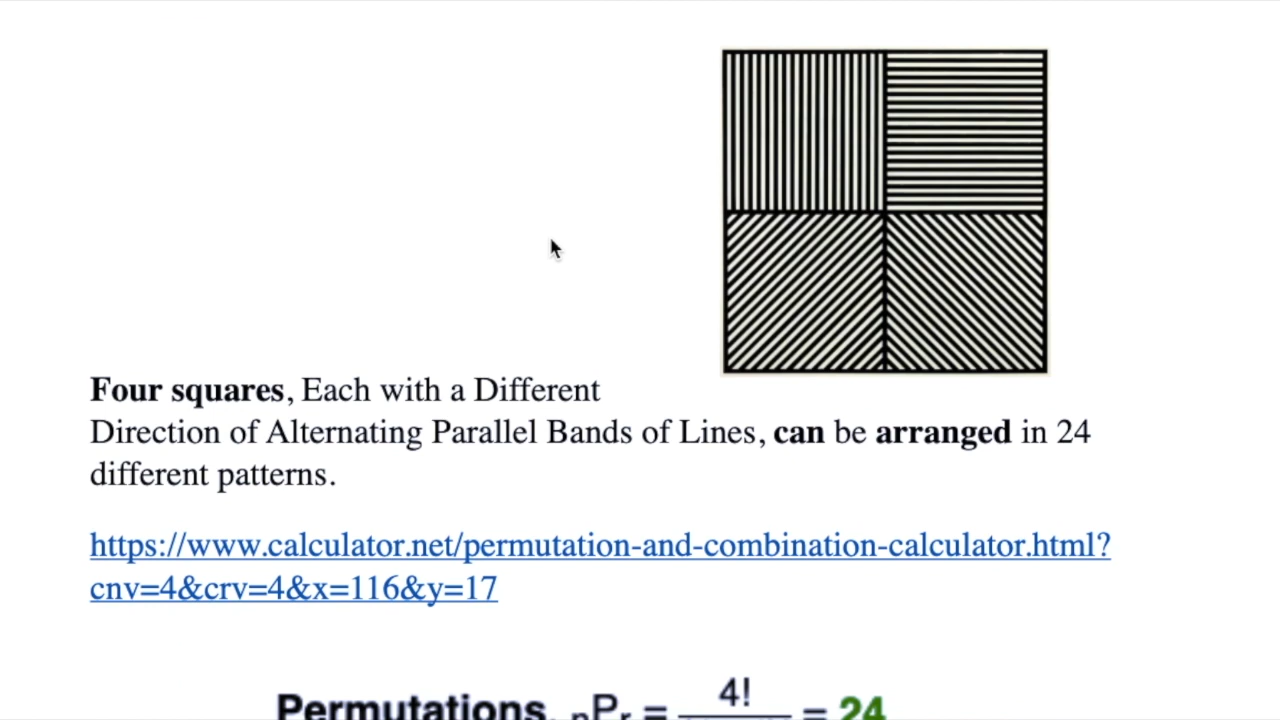 Four squares, Each with a Different
Direction of Alternating Parallel Bands of Lines, can be arranged in 24
different patterns.
https://www.calculator.net/permutation-and-combination-calculator.html?
cnv=4&crv=4&x=116&y=17
4!
Permutations, nPr = = 24